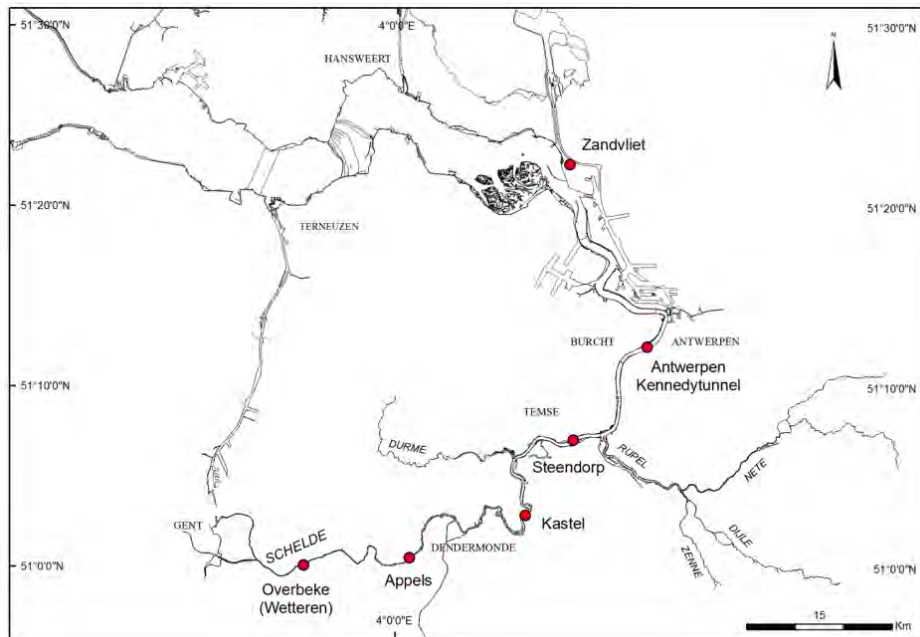 51°30'0"N
4°0'0"E
51°30'0"N
N
HANSWEERT
Zandvliet
51°20'0"N
51°20'0"N
TERNEUZEN
BURCHT
ANTWERPEN
Antwerpen
Kennedytunnel
51°10'0"N
51°10'0"N
TEMSE
DURME
Steendorp
RUPEL
NETE
Kastel
GENT
SCHELDE
DENDERMONDE
DIJLE
ZENNE
51°0'0"N
51°0'0"N
Appels
Overbeke
(Wetteren)
4°0'0"E
15
Km